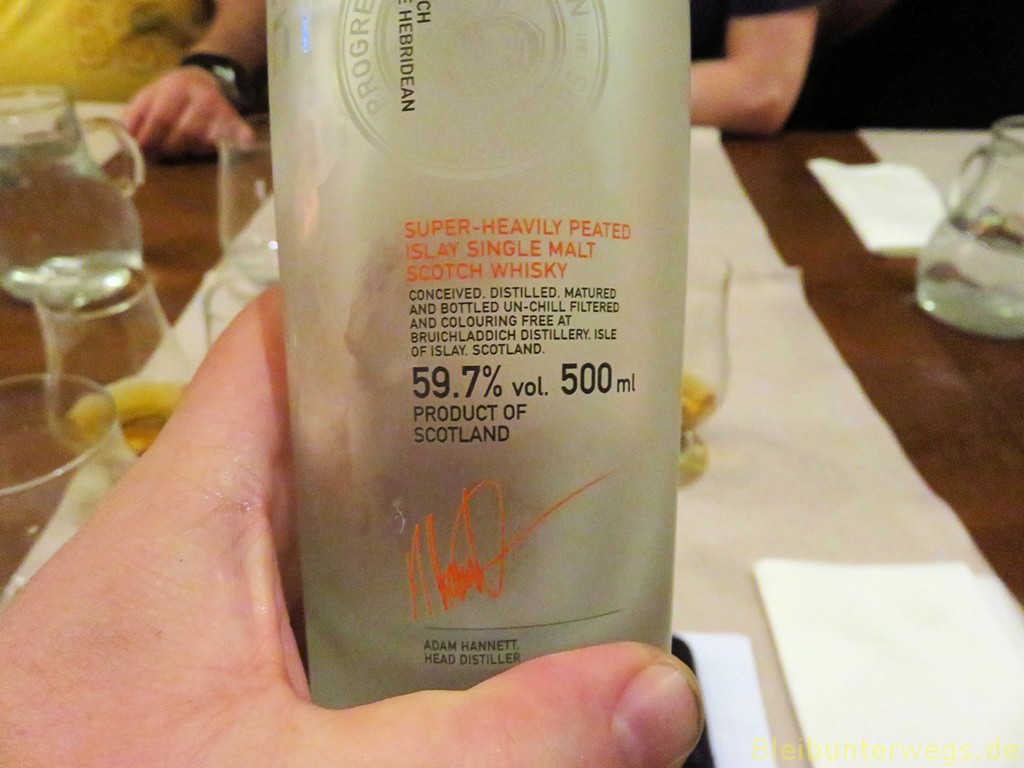 CH
E HEBRIDEAN
PROGRE
SUPER-HEAVILY PEATED
ISLAY SINGLE MALT
SCOTCH WHISKY
CONCEIVED, DISTILLED, MATURED
AND BOTTLED UN-CHILL FILTERED
AND COLOURING FREE AT
BRUICHLADDICH DISTILLERY, ISLE
OF ISLAY, SCOTLAND.
59.7% vol. 500 ml
PRODUCT OF
SCOTLAND
ADAM HANNETT,
HEAD DISTILLER
Bleibunterwegs.de